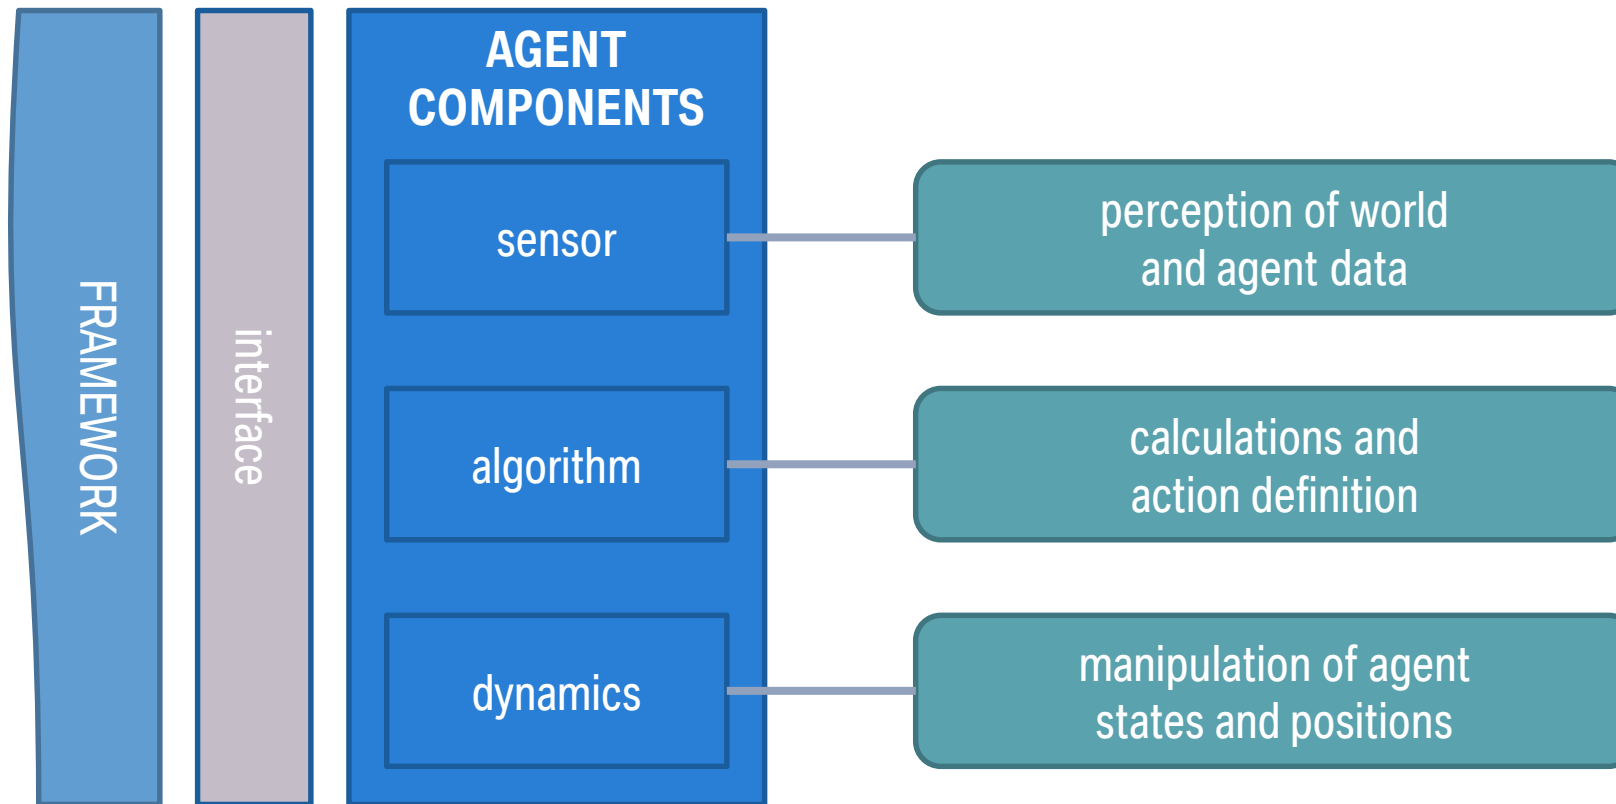 FRAMEWORK
interface
AGENT
COMPONENTS
sensor
perception of world
and agent data
algorithm
calculations and
action definition
dynamics
manipulation of agent
states and positions